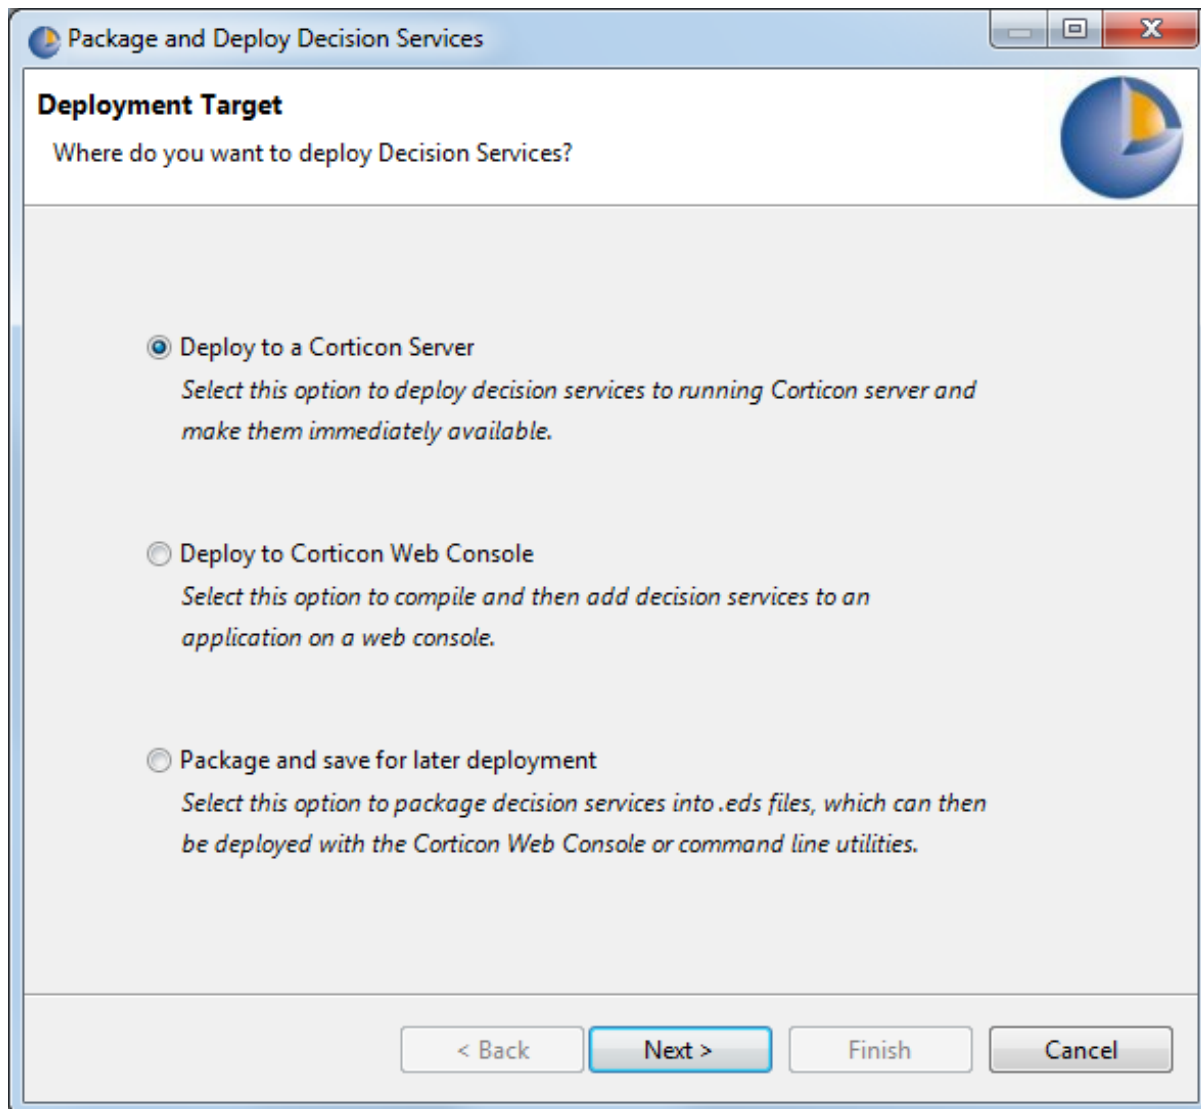 Package and Deploy Decision Services
Deployment Target
Where do you want to deploy Decision Services?
Deploy to a Corticon Server
Select this option to deploy decision services to running Corticon server and
make them immediately available.
Deploy to Corticon Web Console
Select this option to compile and then add decision services to an
application on a web console.
Package and save for later deployment
Select this option to package decision services into .eds files, which can then
be deployed with the Corticon Web Console or command line utilities.
< Back Next > Finish Cancel